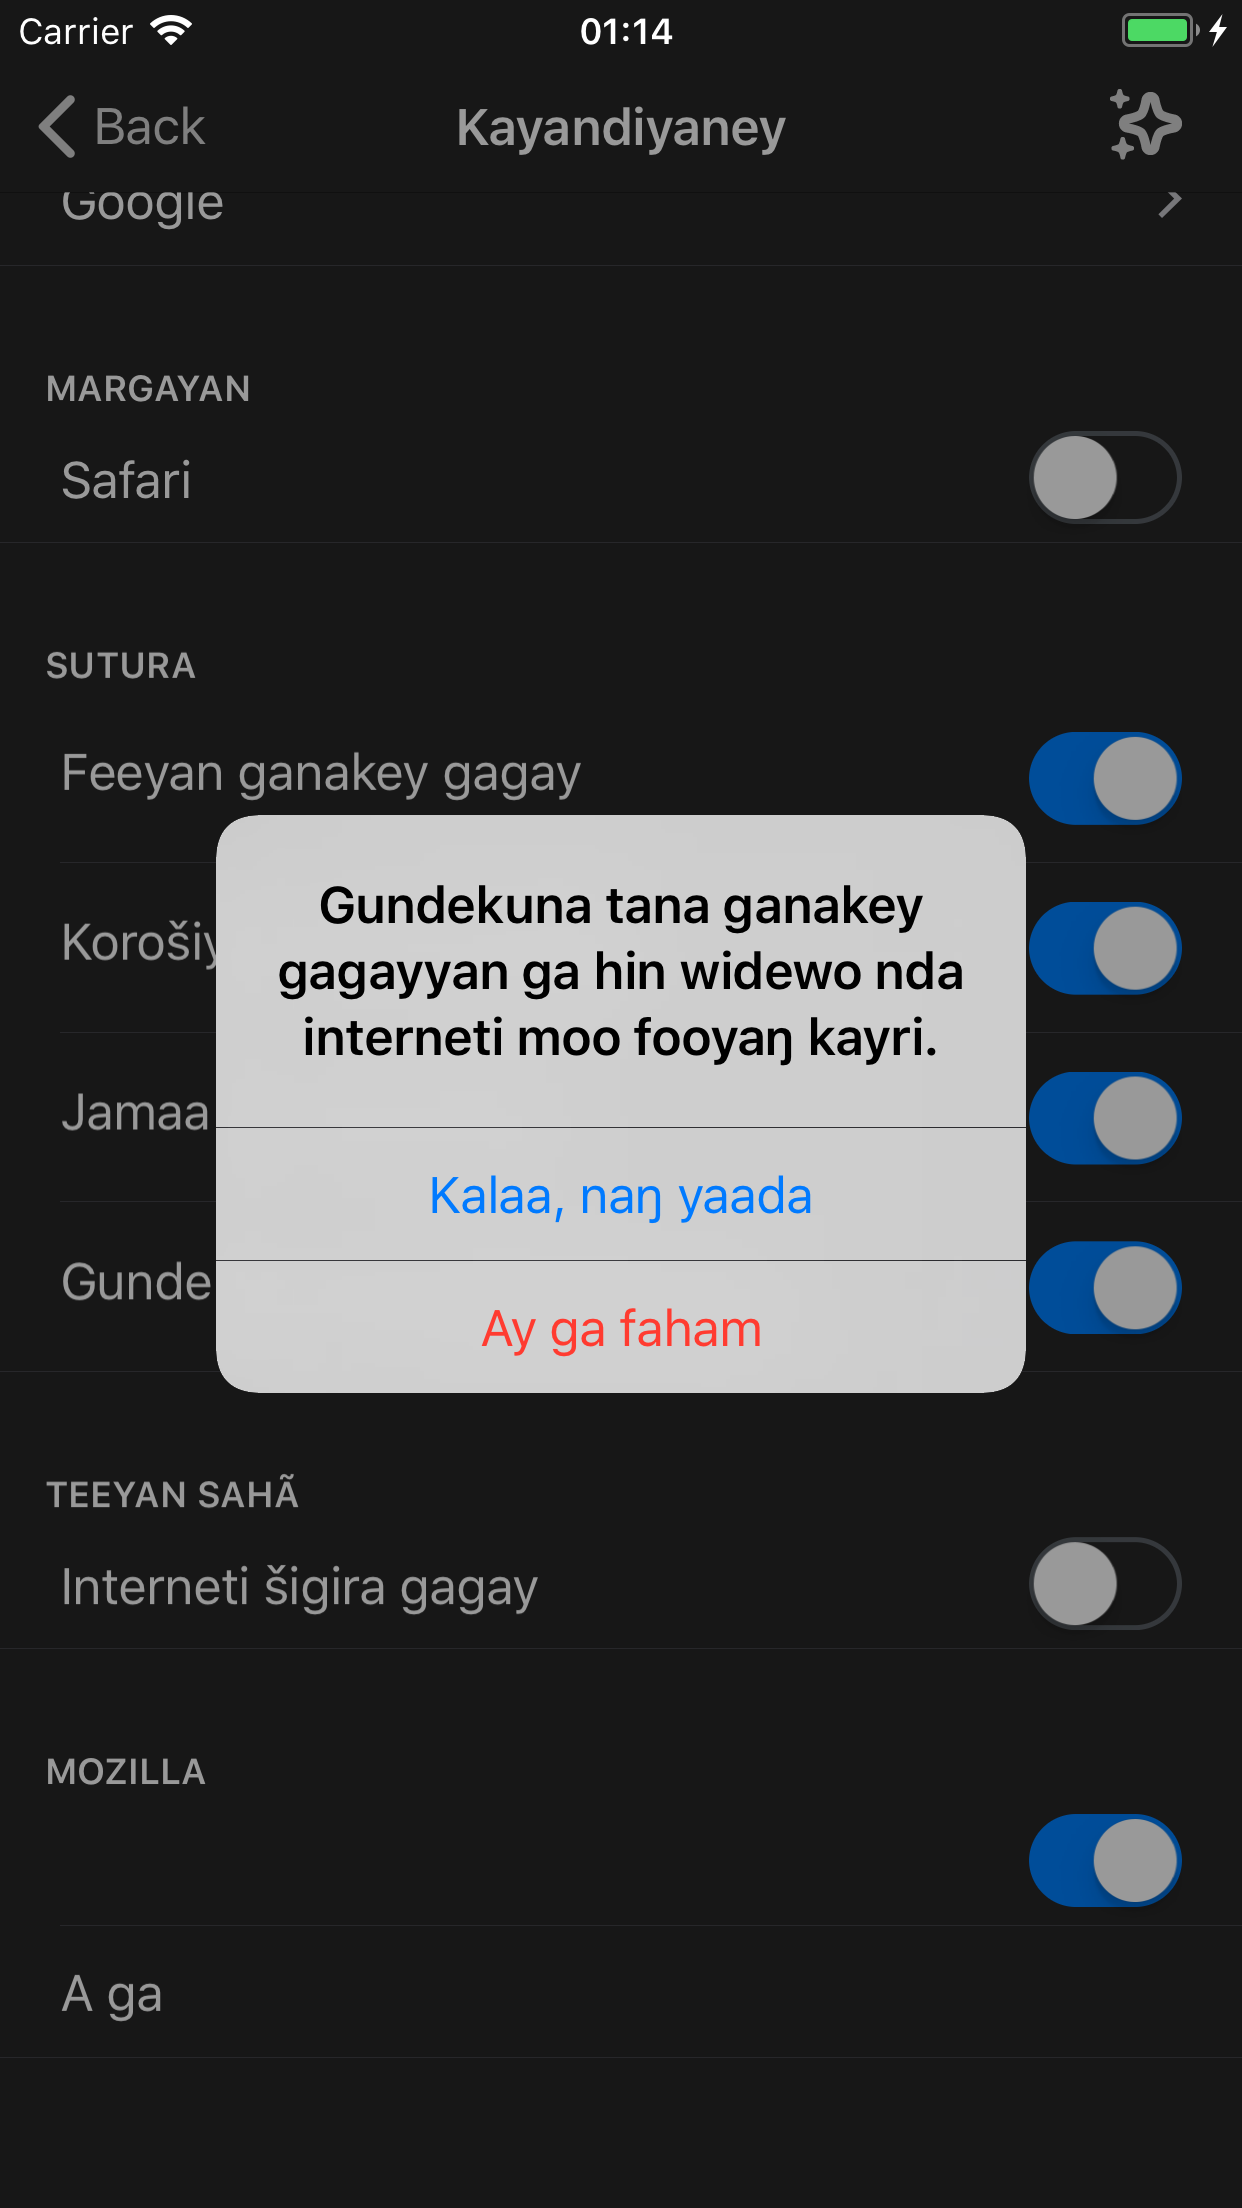 Carrier 01:14
Back Kayandiyaney
Google
MARGAYAN
Safari
SUTURA
Feeyan ganakey gagay
Korošiy
Jamaa
Gunde
Gundekuna tana ganakey
gagayyan ga hin widewo nda
interneti moo fooyaŋ kayri.
Kalaa, naŋ yaada
Ay ga faham
TEEYAN SAHÃ
Interneti šigira gagay
MOZILLA
A ga